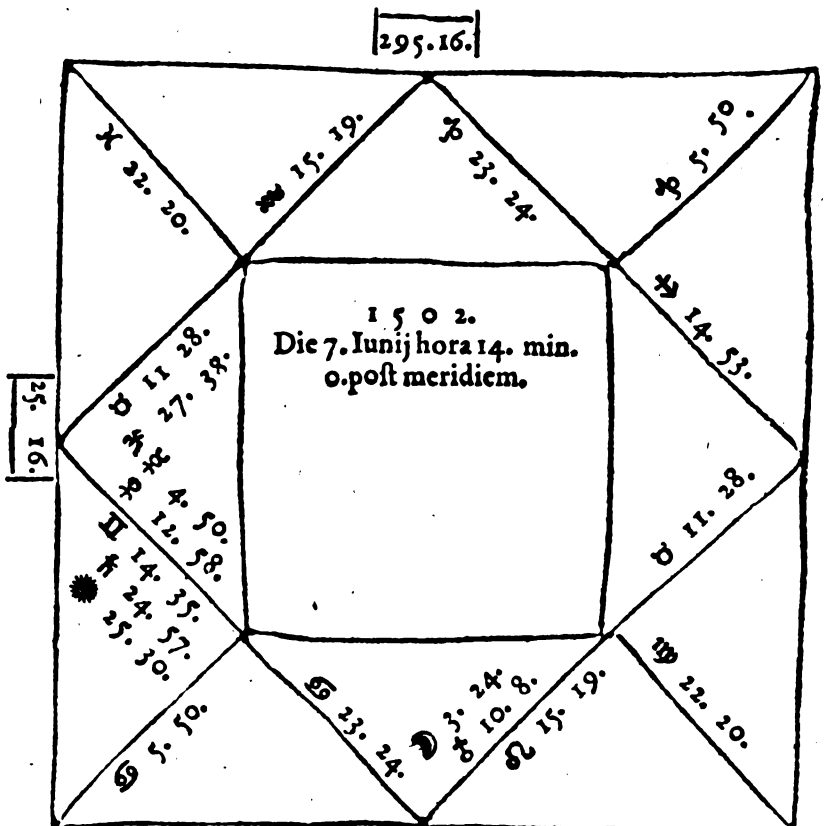 295.16.
♓ 22. 20.
♒ 15. 19.
♑ 23. 24.
♑ 5. 50.
♐ 14. 53.
1502.
Die 7. Iunij hora 14. min.
0. poſt meridiem.
25. 16.
♉ 11 28.
♃ 27. 38.
4. 50.
12. 58.
♊ 14. 35.
♄ 24. 57.
☉ 25. 30.
♋ 5. 50.
♋ 23. 24.
☽ 3. 24.
10. 8.
♌ 15. 19.
♍ 22. 20.
♉ 11. 28.